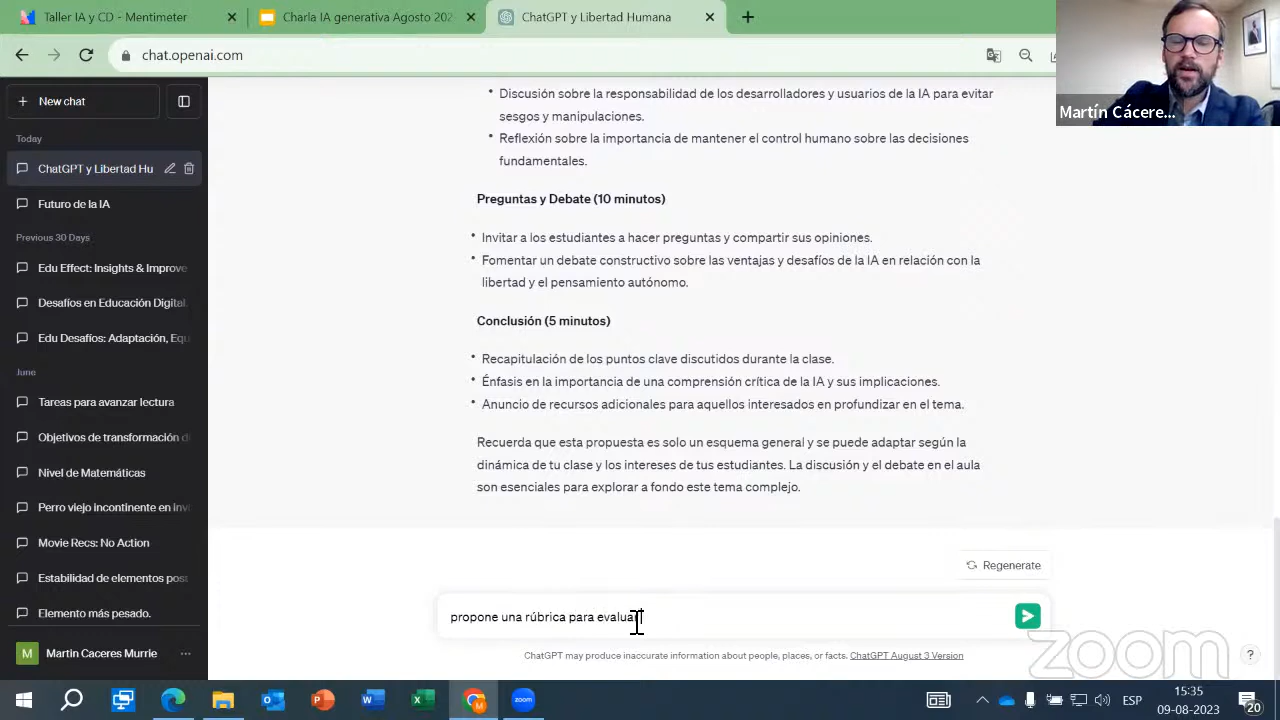 Charla IA generativa Agosto 202
ChatGPT y Libertad Humana
chat.openai.com
Martín Cácere...
New chat
Today
ChatGPT y Libertad Hu
Futuro de la IA
Previous 30 Days
Edu Effect: Insights & Improve
Desafíos en Educación Digital
Edu Desafíos: Adaptación, Equ
June
Tareas para avanzar lectura
Objetivos de transformación d
Nivel de Matemáticas
Perro viejo incontinente en inv
Movie Recs: No Action
Estabilidad de elementos pos
Elemento más pesado.
M Martin Caceres Murrie ...
• Discusión sobre la responsabilidad de los desarrolladores y usuarios de la IA para evitar
sesgos y manipulaciones.
• Reflexión sobre la importancia de mantener el control humano sobre las decisiones
fundamentales.
Preguntas y Debate (10 minutos)
• Invitar a los estudiantes a hacer preguntas y compartir sus opiniones.
• Fomentar un debate constructivo sobre las ventajas y desafíos de la IA en relación con la
libertad y el pensamiento autónomo.
Conclusión (5 minutos)
• Recapitulación de los puntos clave discutidos durante la clase.
• Énfasis en la importancia de una comprensión crítica de la IA y sus implicaciones.
• Anuncio de recursos adicionales para aquellos interesados en profundizar en el tema.
Recuerda que esta propuesta es solo un esquema general y se puede adaptar según la
dinámica de tu clase y los intereses de tus estudiantes. La discusión y el debate en el aula
son esenciales para explorar a fondo este tema complejo.
Regenerate
propone una rúbrica para evaluar
ChatGPT may produce inaccurate information about people, places, or facts. ChatGPT August 3 Version
zoom
?
zoom
ESP
15:35
09-08-2023
20